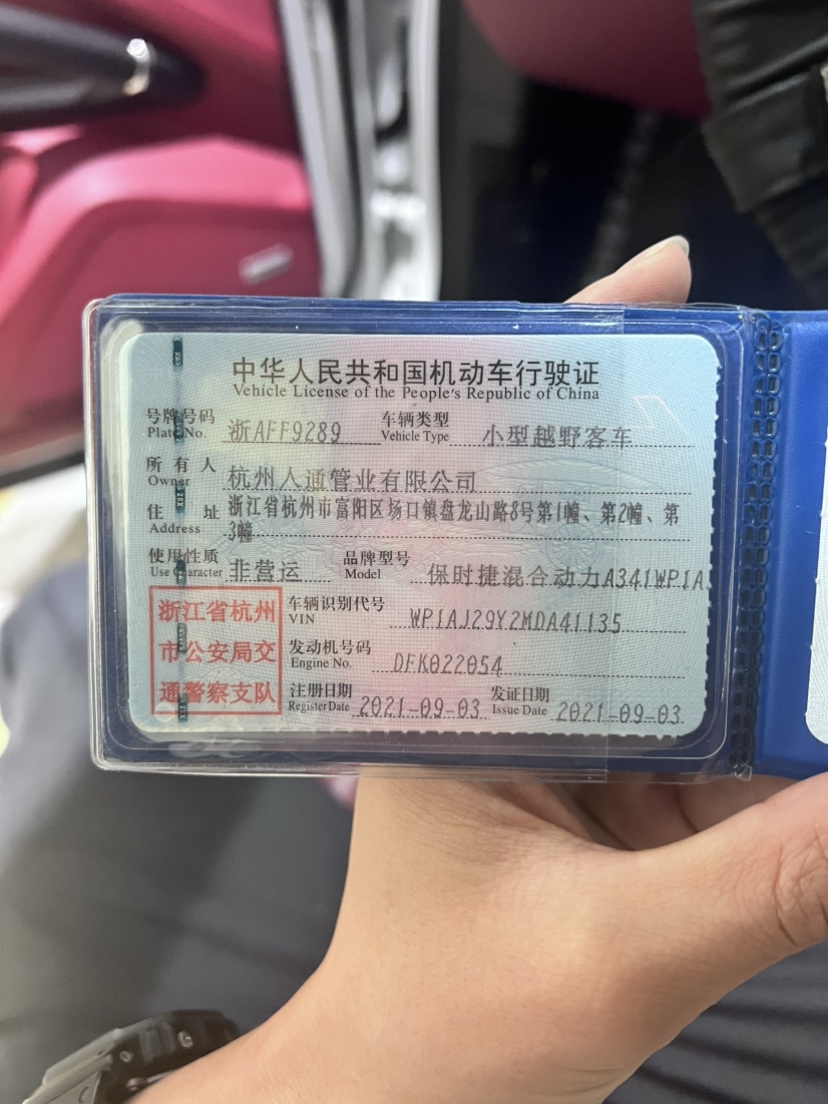 中华人民共和国机动车行驶证
Vehicle License of the People's Republic of China
号牌号码 浙AFF9289 车辆类型 小型越野客车
Plate No. Vehicle Type
所有人 杭州人通管业有限公司
Owner
住址 浙江省杭州市富阳区场口镇盘龙山路8号第1幢、第2幢、第
Address 3幢
使用性质 非营运 品牌型号 保时捷混合动力A341WP1A
Use Character Model
浙江省杭州 车辆识别代号 WP1AJ29Y2MDA41135
VIN
市公安局交 发动机号码 DFK022054
Engine No.
通警察支队 注册日期 2021-09-03 发证日期 2021-09-03
Register Date Issue Date